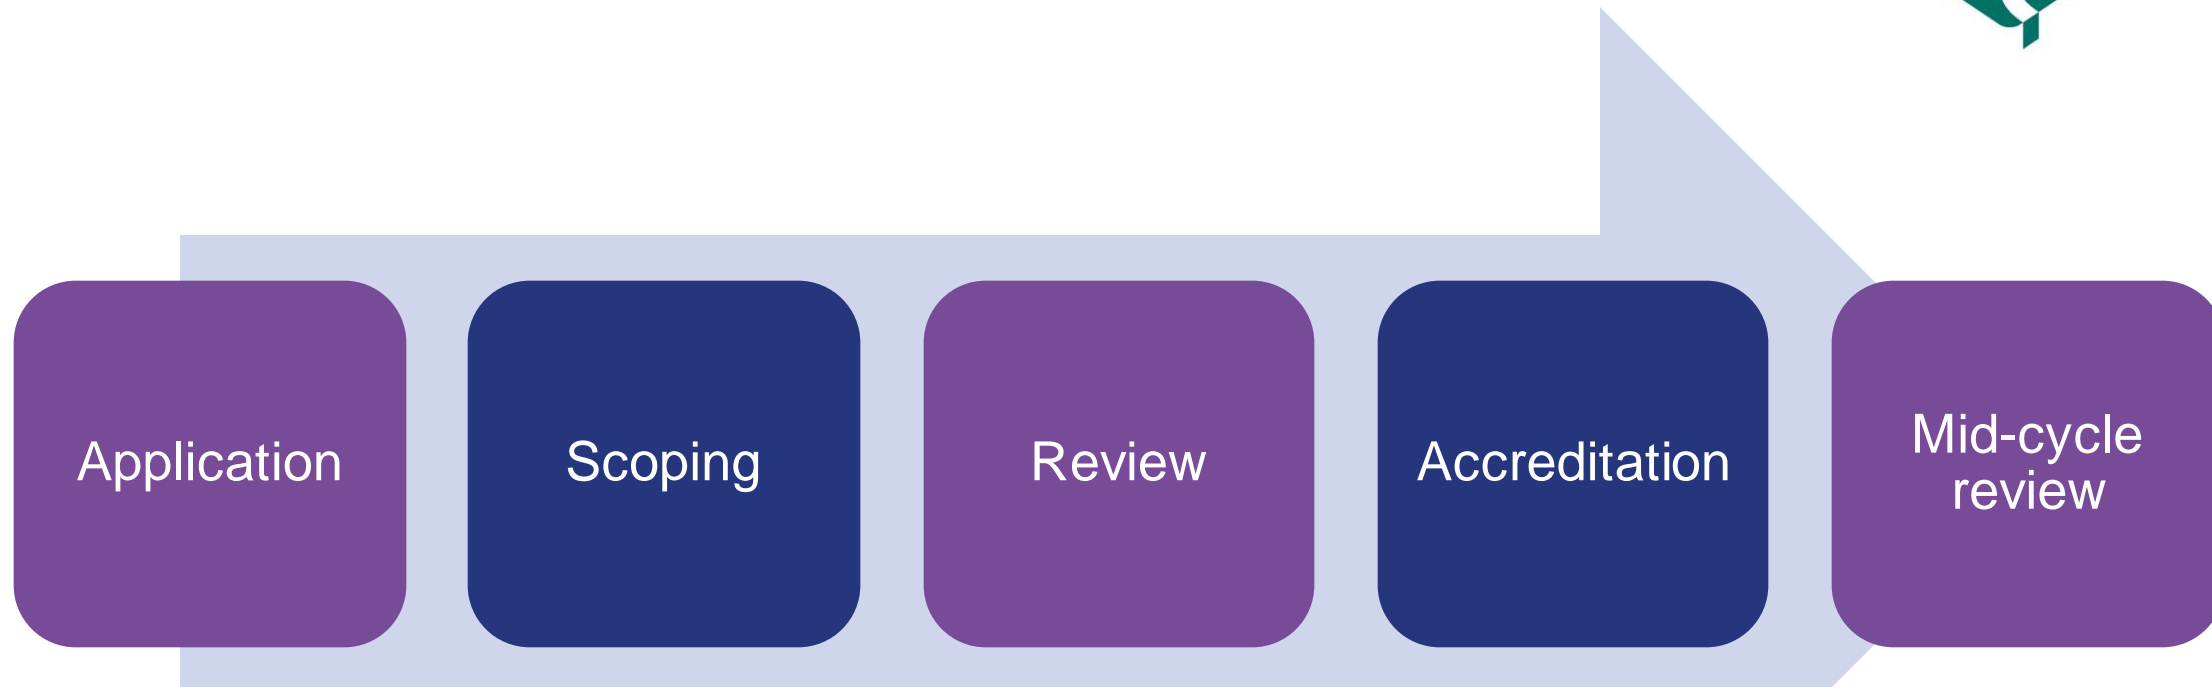 Application
Scoping
Review
Accreditation
Mid-cycle
review